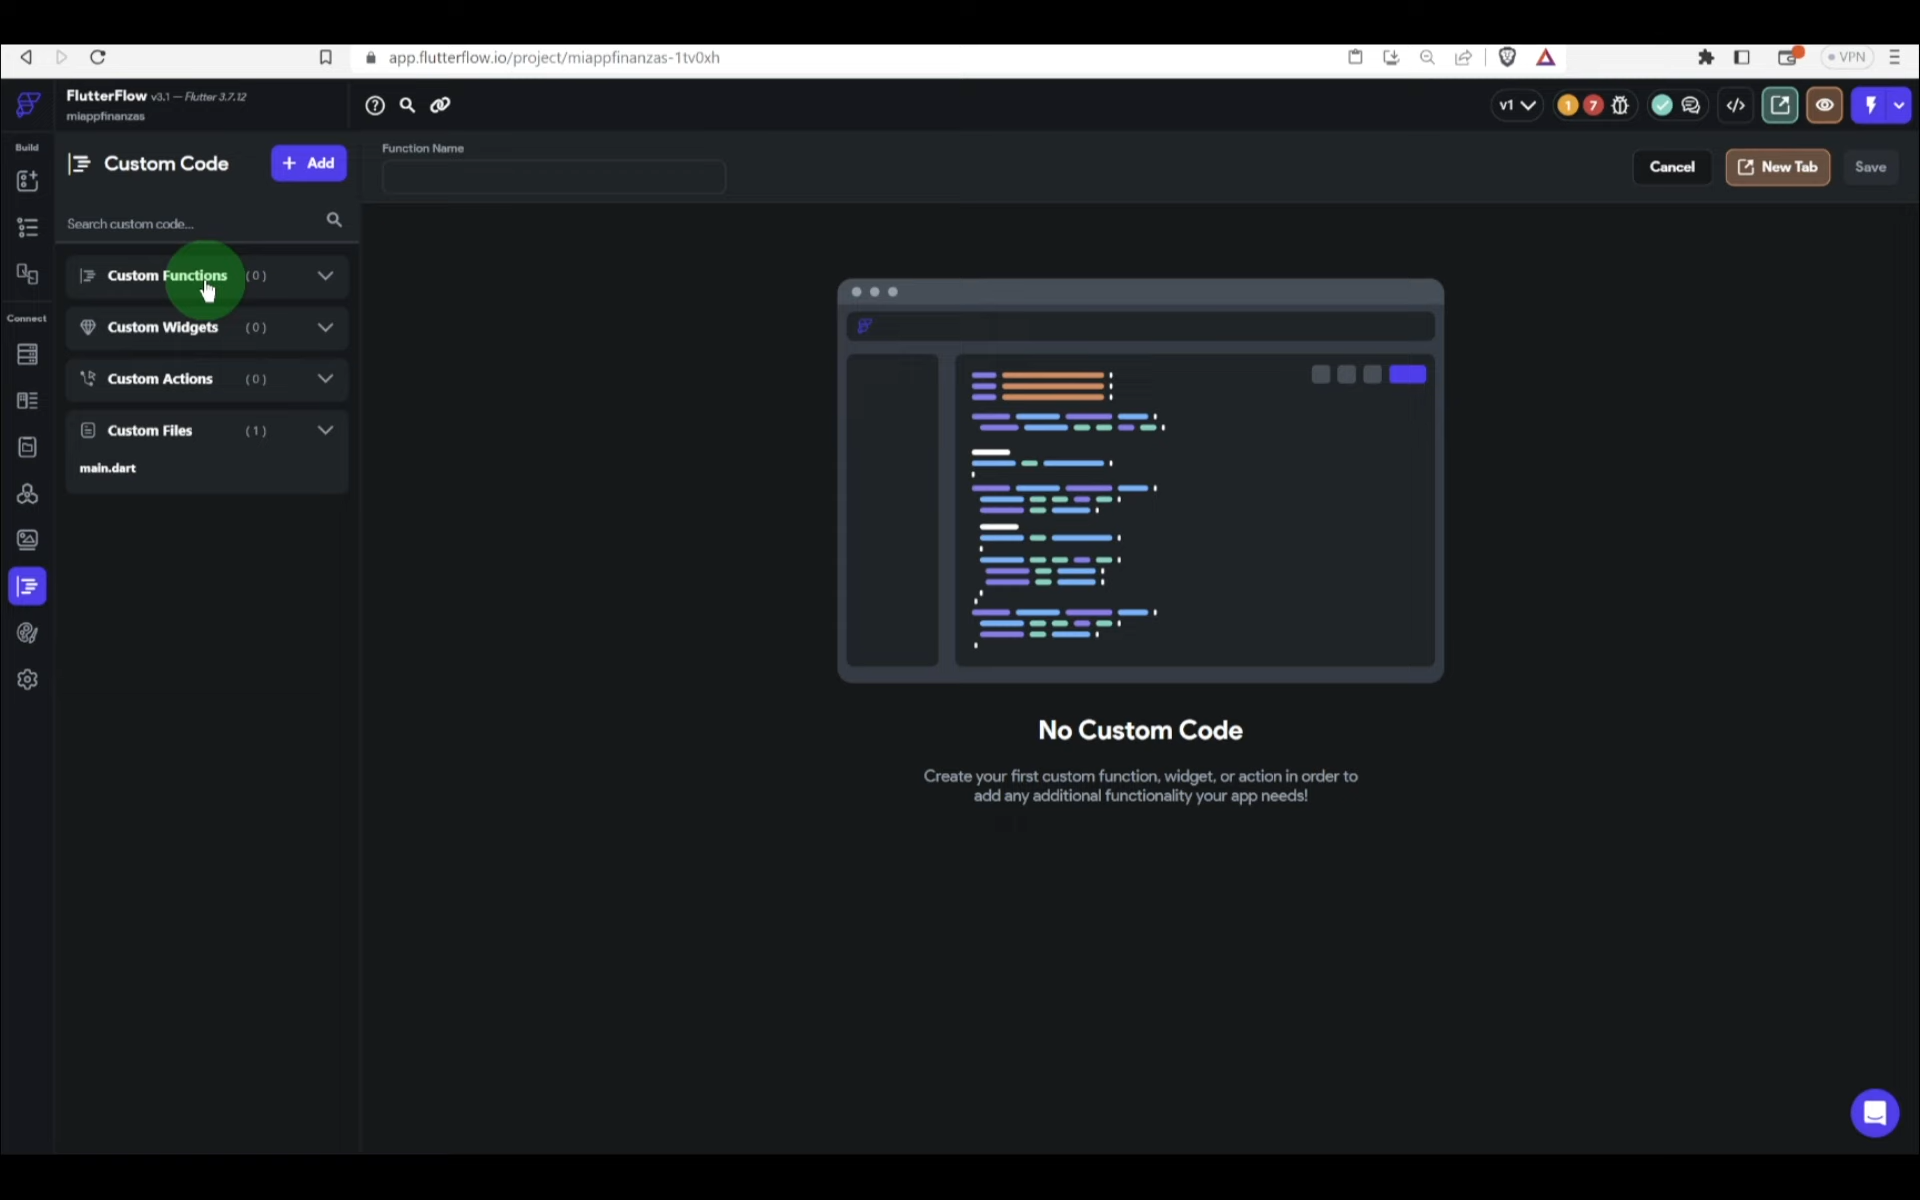 app.flutterflow.io/project/miappfinanzas-1tv0xh
VPN
FlutterFlow v3.1 — Flutter 3.7.12
miappfinanzas
v1
1
7
Build
Custom Code
+ Add
Function Name
Cancel
New Tab
Save
Search custom code...
Custom Functions (0)
Connect
Custom Widgets (0)
Custom Actions (0)
Custom Files (1)
main.dart
No Custom Code
Create your first custom function, widget, or action in order to
add any additional functionality your app needs!